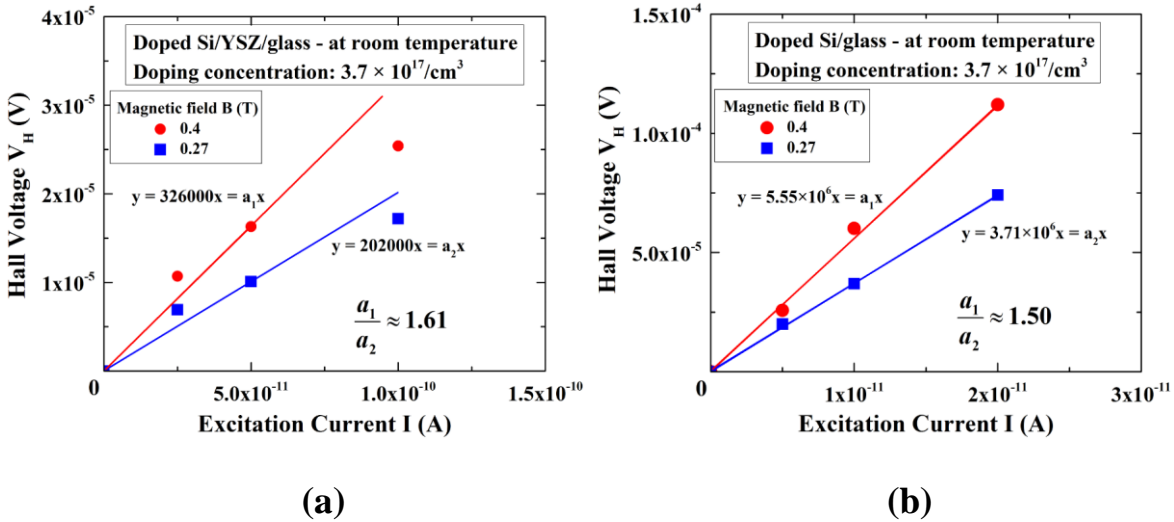 Doped Si/YSZ/glass - at room temperature
Doping concentration: 3.7 × 10¹⁷/cm³
Magnetic field B (T)
0.4
0.27
y = 326000x = a₁x
y = 202000x = a₂x
a₁/a₂ ≈ 1.61
4x10⁻⁵
3x10⁻⁵
2x10⁻⁵
1x10⁻⁵
0
5.0x10⁻¹¹
1.0x10⁻¹⁰
1.5x10⁻¹⁰
Hall Voltage V_H (V)
Excitation Current I (A)
(a)
Doped Si/glass - at room temperature
Doping concentration: 3.7 × 10¹⁷/cm³
Magnetic field B (T)
0.4
0.27
y = 5.55×10⁶x = a₁x
y = 3.71×10⁶x = a₂x
a₁/a₂ ≈ 1.50
1.5x10⁻⁴
1.0x10⁻⁴
5.0x10⁻⁵
0
1x10⁻¹¹
2x10⁻¹¹
3x10⁻¹¹
Hall Voltage V_H (V)
Excitation Current I (A)
(b)